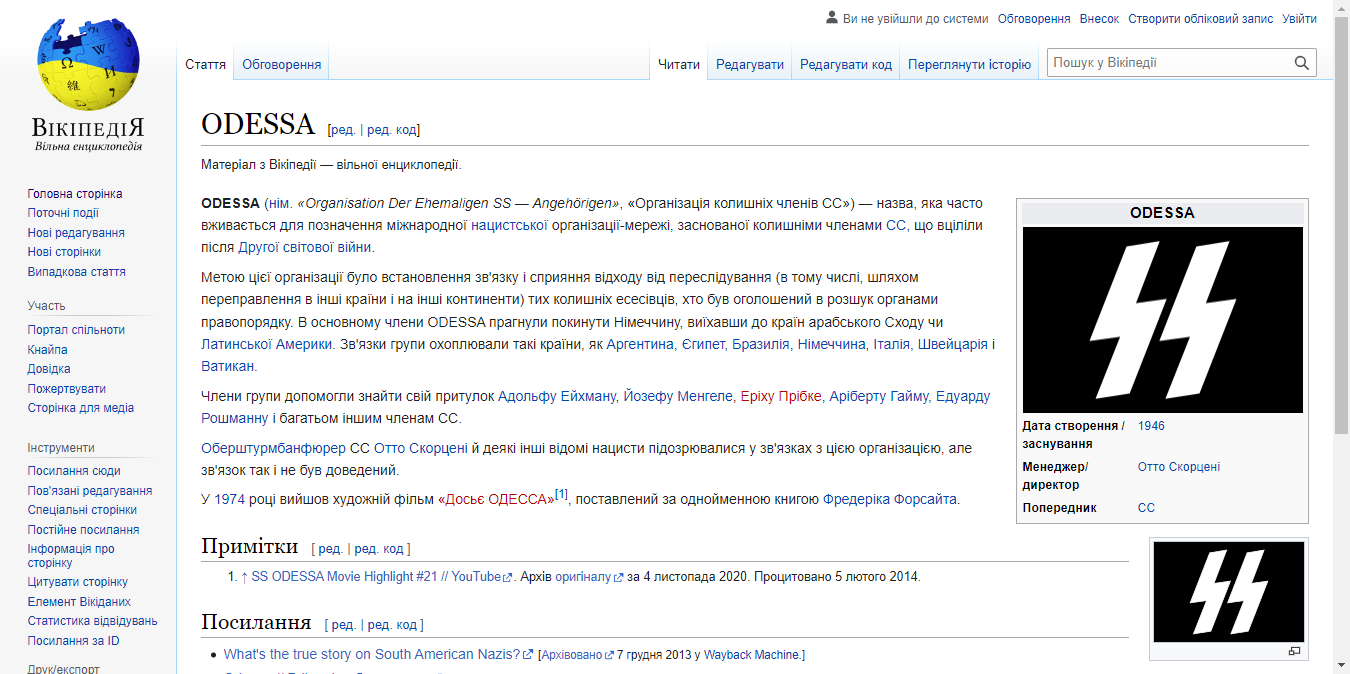 Ви не увійшли до системи Обговорення Внесок Створити обліковий запис Увійти
Стаття Обговорення Читати Редагувати Редагувати код Переглянути історію Пошук у Вікіпедії
ВІКІПЕДІЯ
Вільна енциклопедія
Головна сторінка
Поточні події
Нові редагування
Нові сторінки
Випадкова стаття
Участь
Портал спільноти
Кнайпа
Довідка
Пожертвувати
Сторінка для медіа
Інструменти
Посилання сюди
Пов'язані редагування
Спеціальні сторінки
Постійне посилання
Інформація про
сторінку
Цитувати сторінку
Елемент Вікіданих
Статистика відвідувань
Посилання за ID
Друк/експорт
ODESSA [ред. | ред. код]
Матеріал з Вікіпедії — вільної енциклопедії.
ODESSA (нім. «Organisation Der Ehemaligen SS — Angehörigen», «Організація колишніх членів СС») — назва, яка часто
вживається для позначення міжнародної нацистської організації-мережі, заснованої колишніми членами СС, що вціліли
після Другої світової війни.
Метою цієї організації було встановлення зв'язку і сприяння відходу від переслідування (в тому числі, шляхом
переправлення в інші країни і на інші континенти) тих колишніх есесівців, хто був оголошений в розшук органами
правопорядку. В основному члени ODESSA прагнули покинути Німеччину, виїхавши до країн арабського Сходу чи
Латинської Америки. Зв'язки групи охоплювали такі країни, як Аргентина, Єгипет, Бразилія, Німеччина, Італія, Швейцарія і
Ватикан.
Члени групи допомогли знайти свій притулок Адольфу Ейхману, Йозефу Менгеле, Еріху Прібке, Аріберту Гайму, Едуарду
Рошманну і багатьом іншим членам СС.
Оберштурмбанфюрер СС Отто Скорцені й деякі інші відомі нацисти підозрювалися у зв'язках з цією організацією, але
зв'язок так і не був доведений.
У 1974 році вийшов художній фільм «Досьє ОДЕССА»[1], поставлений за однойменною книгою Фредеріка Форсайта.
ODESSA
Дата створення / 1946
заснування
Менеджер/ Отто Скорцені
директор
Попередник СС
Примітки [ ред. | ред. код ]
1. ↑ SS ODESSA Movie Highlight #21 // YouTube. Архів оригіналу за 4 листопада 2020. Процитовано 5 лютого 2014.
Посилання [ ред. | ред. код ]
• What's the true story on South American Nazis? [Архівовано 7 грудня 2013 у Wayback Machine.]